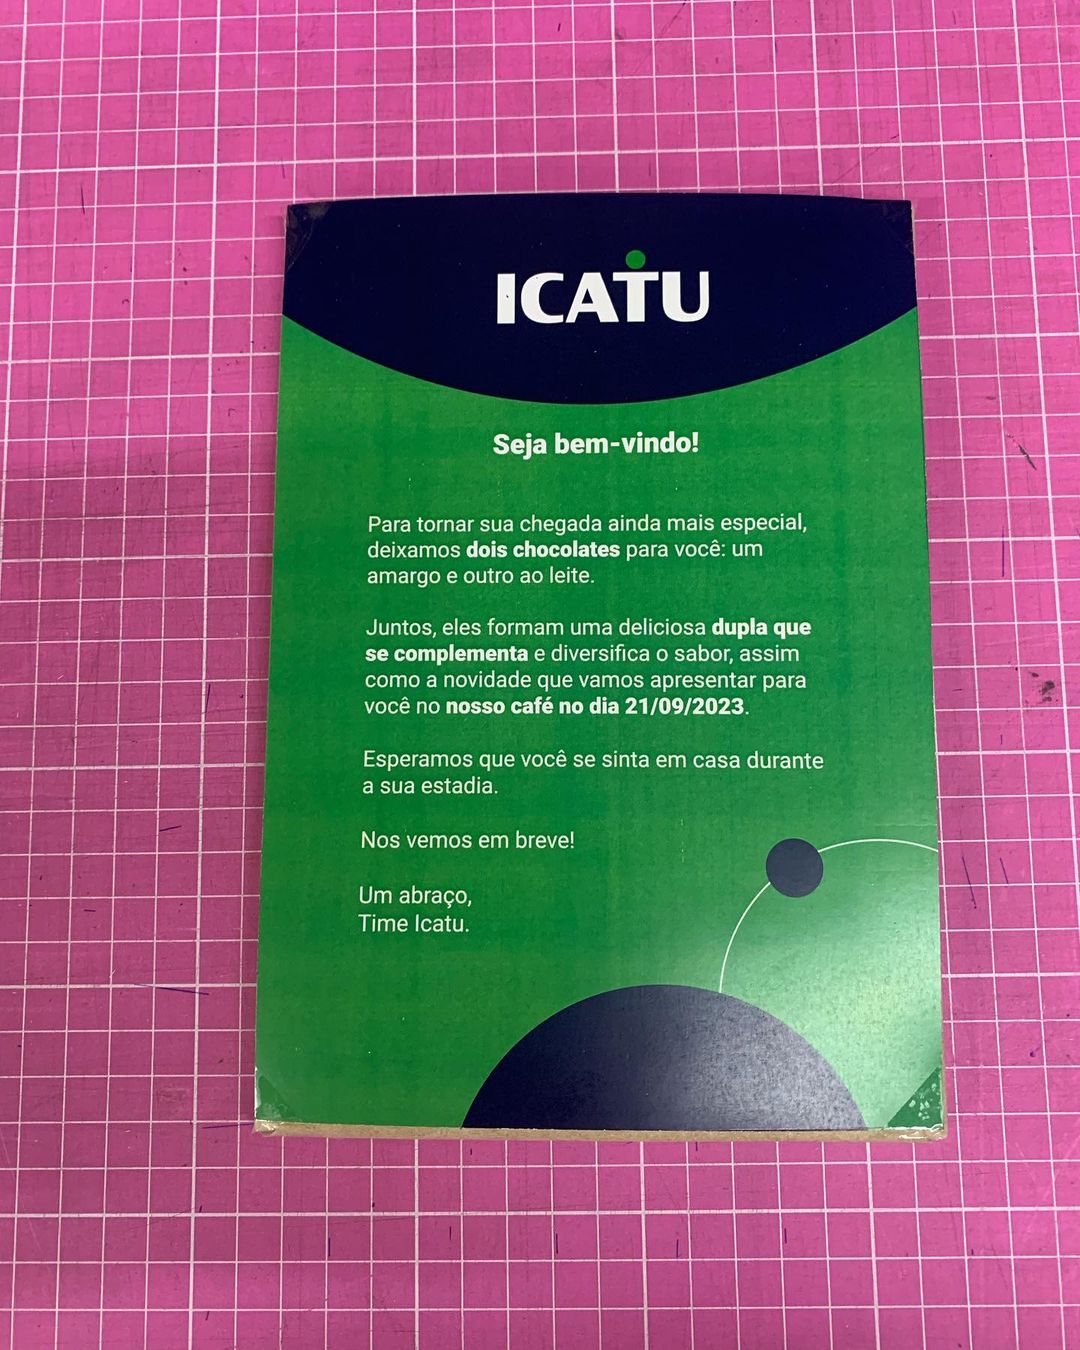 ICATU
Seja bem-vindo!
Para tornar sua chegada ainda mais especial,
deixamos dois chocolates para você: um
amargo e outro ao leite.
Juntos, eles formam uma deliciosa dupla que
se complementa e diversifica o sabor, assim
como a novidade que vamos apresentar para
você no nosso café no dia 21/09/2023.
Esperamos que você se sinta em casa durante
a sua estadia.
Nos vemos em breve!
Um abraço,
Time Icatu.